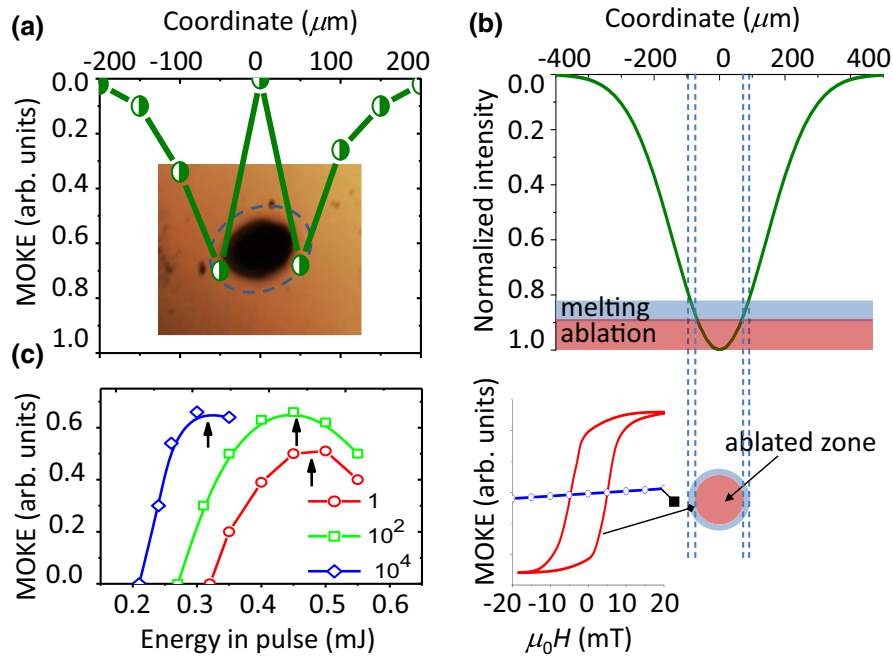 (a)
Coordinate (μm)
-200 -100 0 100 200
0.0
0.2
0.4
0.6
0.8
1.0
MOKE (arb. units)
(b)
Coordinate (μm)
-400 -200 0 200 400
0.0
0.2
0.4
0.6
0.8
1.0
Normalized intensity
melting
ablation
(c)
0.6
0.4
0.2
0.0
MOKE (arb. units)
1
10²
10⁴
0.2 0.3 0.4 0.5 0.6
Energy in pulse (mJ)
MOKE (arb. units)
ablated zone
-20 -10 0 10 20
μ₀H (mT)